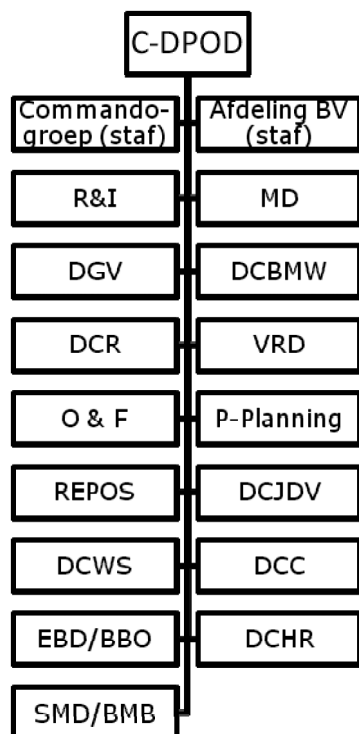 C-DPOD
Commando-
groep (staf)
Afdeling BV
(staf)
R&I
MD
DGV
DCBMW
DCR
VRD
O & F
P-Planning
REPOS
DCJDV
DCWS
DCC
EBD/BBO
DCHR
SMD/BMB